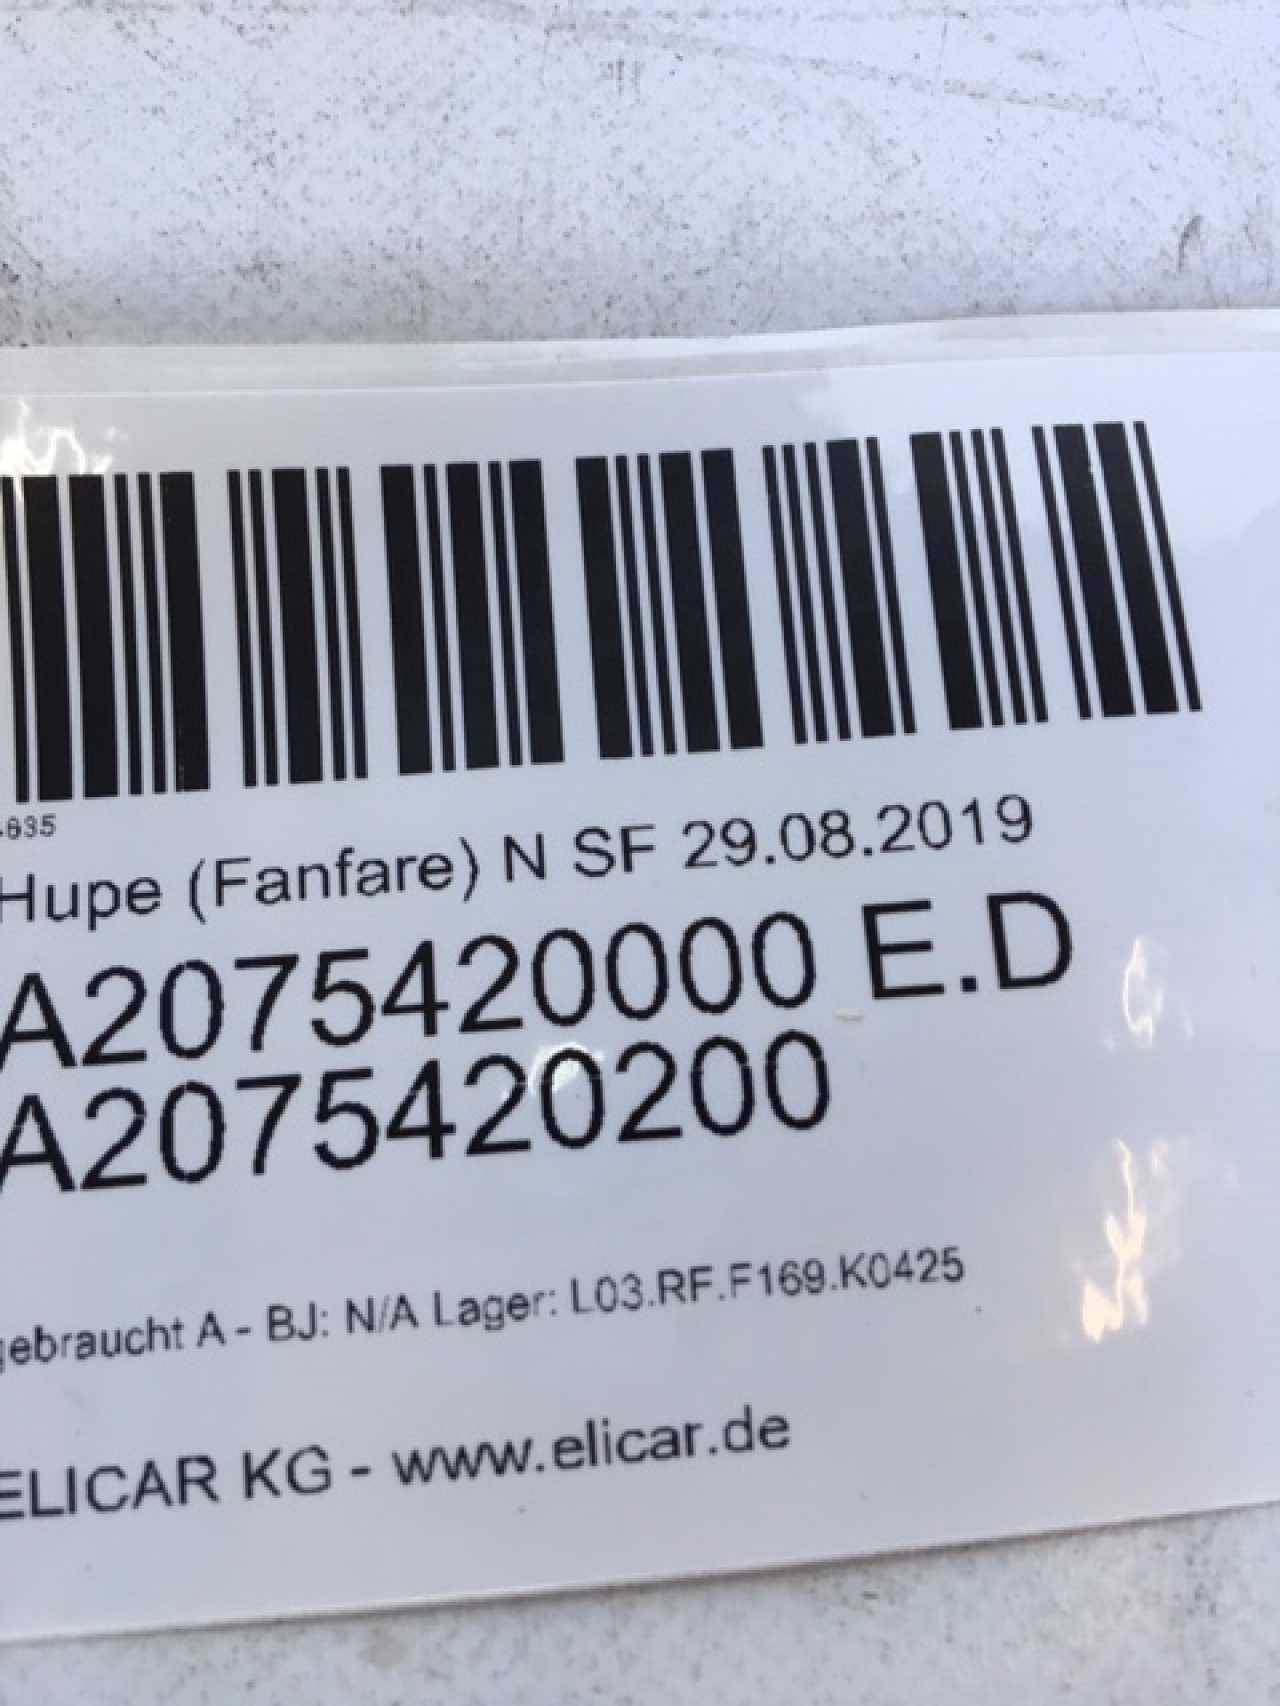 4835
Hupe (Fanfare) N SF 29.08.2019
A2075420000 E.D
A2075420200
gebraucht A - BJ: N/A Lager: L03.RF.F169.K0425
ELICAR KG - www.elicar.de